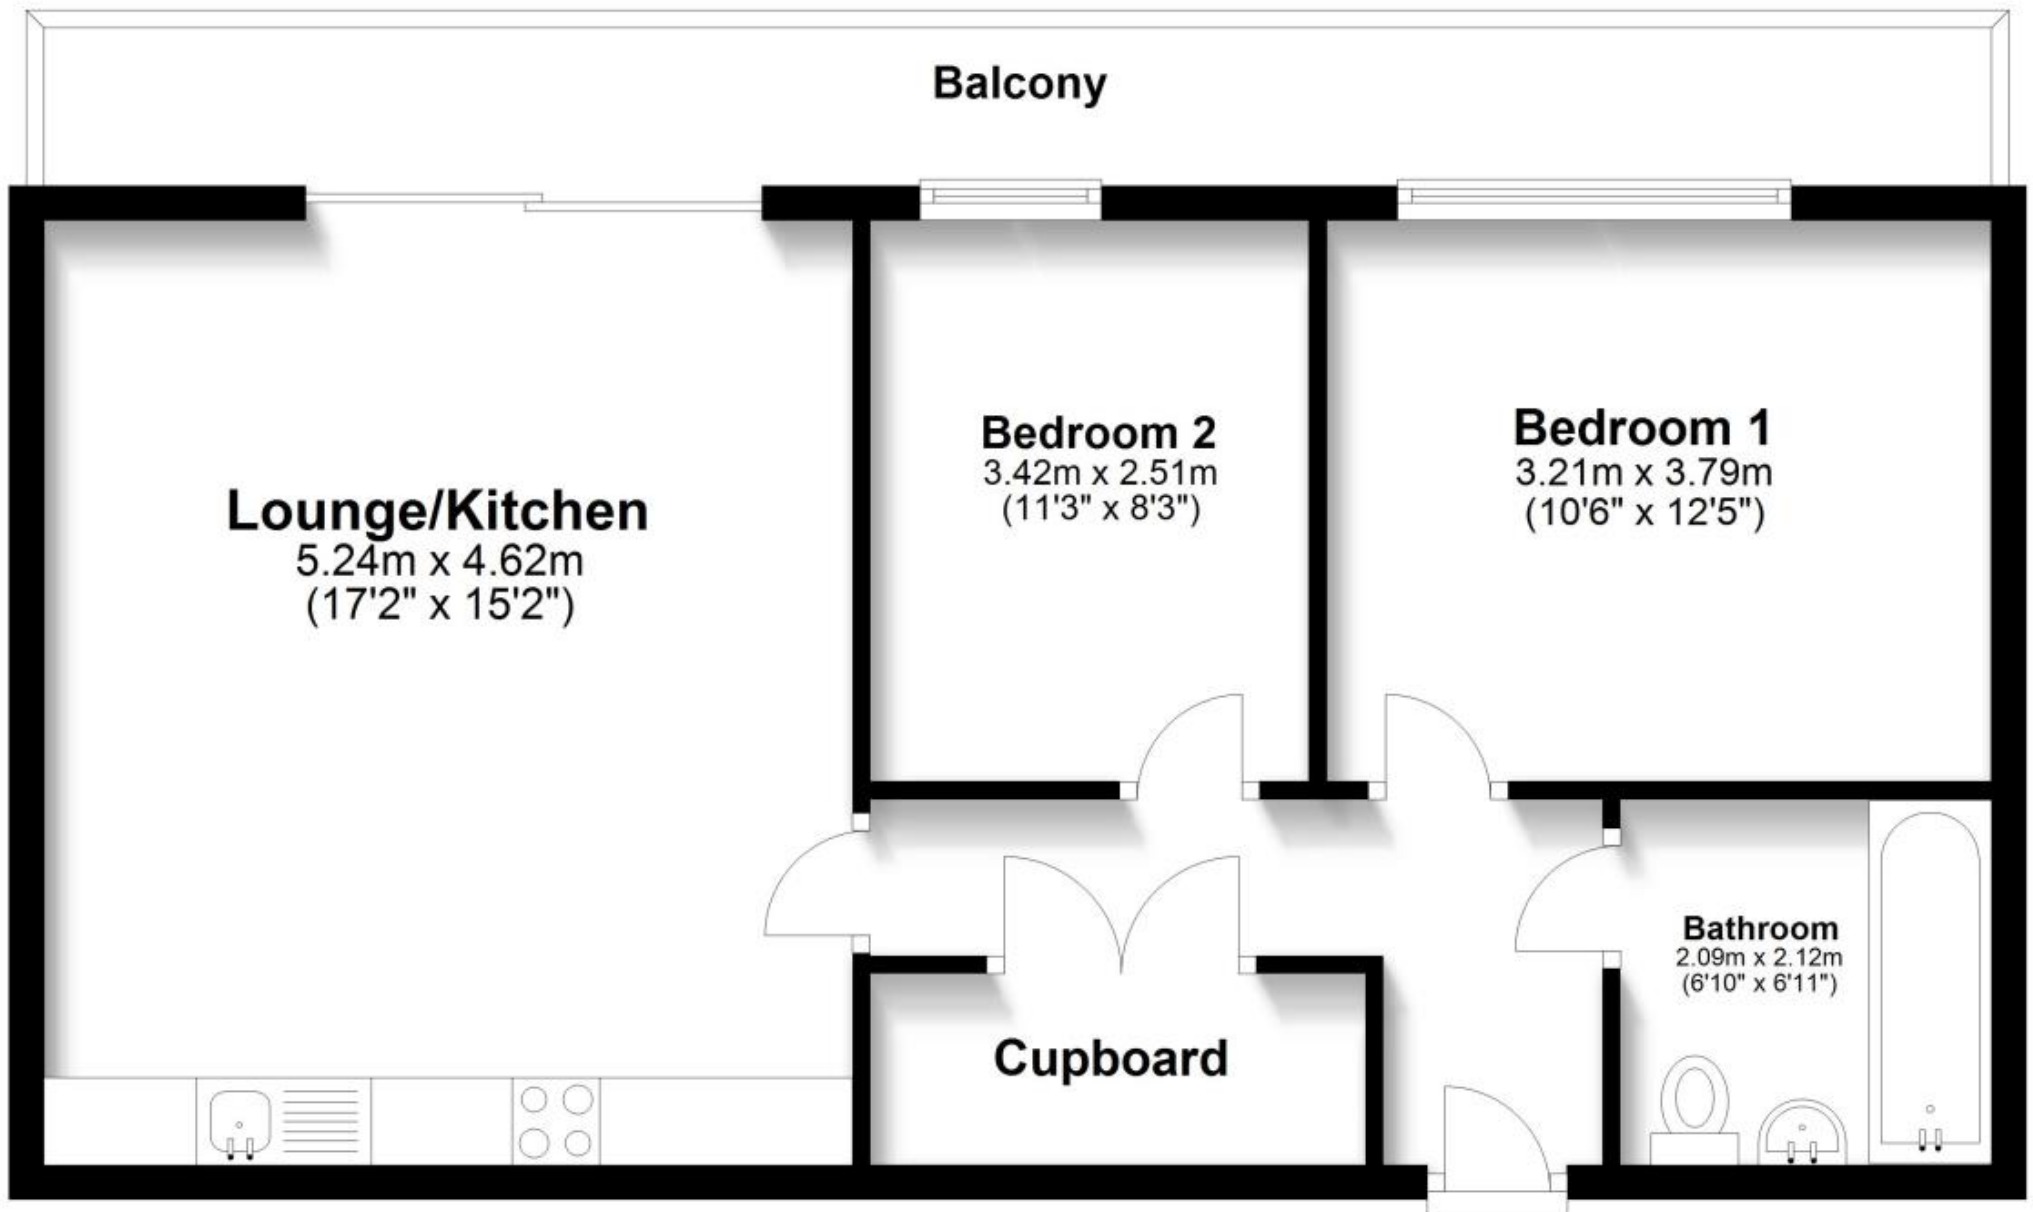 Balcony
Lounge/Kitchen
5.24m x 4.62m
(17'2" x 15'2")
Bedroom 2
3.42m x 2.51m
(11'3" x 8'3")
Bedroom 1
3.21m x 3.79m
(10'6" x 12'5")
Bathroom
2.09m x 2.12m
(6'10" x 6'11")
Cupboard